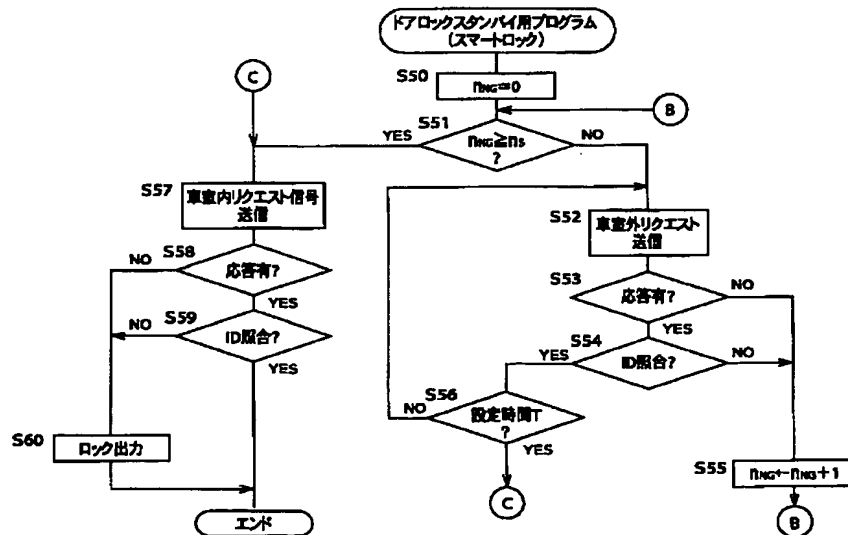 ドアロックスタンバイ用プログラム
(スマートロック)
S50
nNG=0
C
B
S51
YES
nNG≧nS
?
NO
S57
車室内リクエスト信号
送信
S52
車室外リクエスト
送信
S58
NO
応答有?
YES
S53
応答有?
NO
YES
S59
NO
ID照合?
YES
S54
YES
ID照合?
NO
S56
NO
設定時間T
?
YES
S60
ロック出力
S55
nNG←nNG+1
C
B
エンド